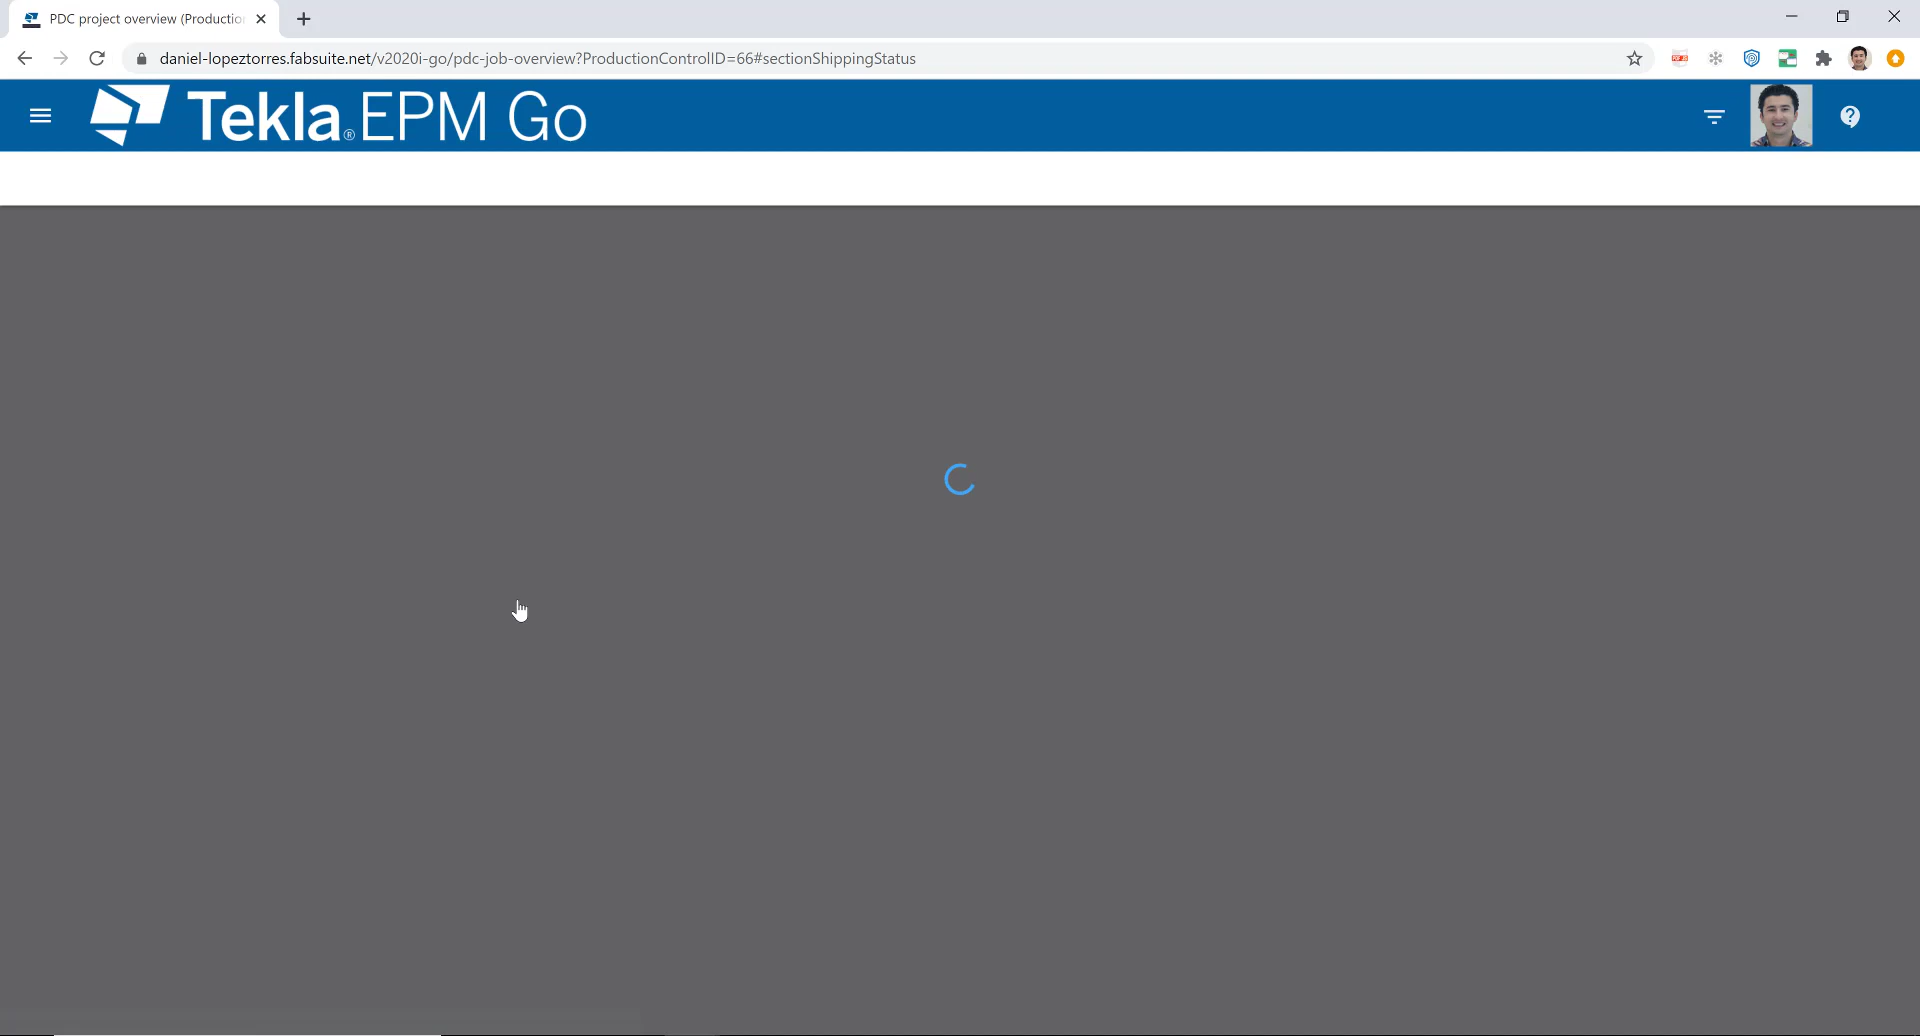 PDC project overview (Productio
daniel-lopeztorres.fabsuite.net/v2020i-go/pdc-job-overview?ProductionControlID=66#sectionShippingStatus
Tekla® EPM Go